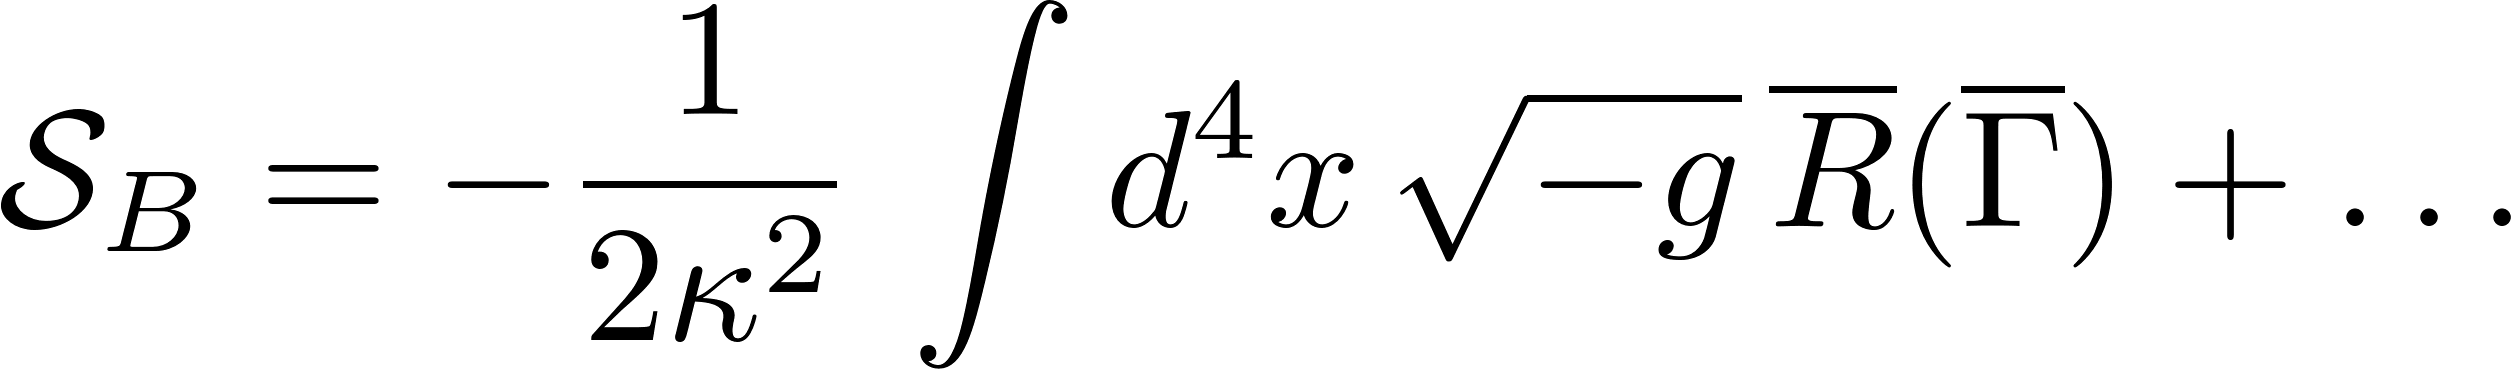 $\mathcal{S}_B = -\frac{1}{2\kappa^2} \int d^4x \sqrt{-g}\, \overline{R}(\overline{\Gamma}) + \ldots$